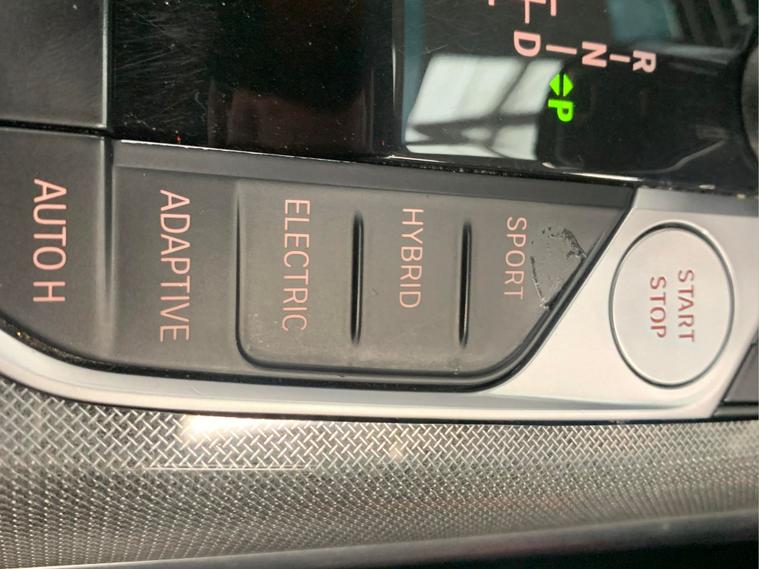 R
N
D
P
START
STOP
SPORT
HYBRID
ELECTRIC
ADAPTIVE
AUTO H